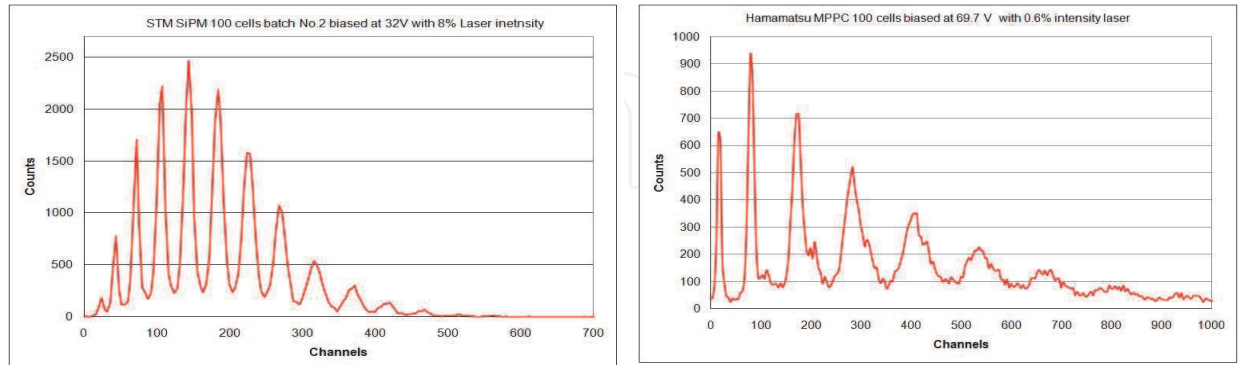 STM SiPM 100 cells batch No.2 biased at 32V with 8% Laser inetnsity
2500
2000
1500
1000
500
0
Counts
0 100 200 300 400 500 600 700
Channels
Hamamatsu MPPC 100 cells biased at 69.7 V with 0.6% intensity laser
1000
900
800
700
600
500
400
300
200
100
0
Counts
0 100 200 300 400 500 600 700 800 900 1000
Channels